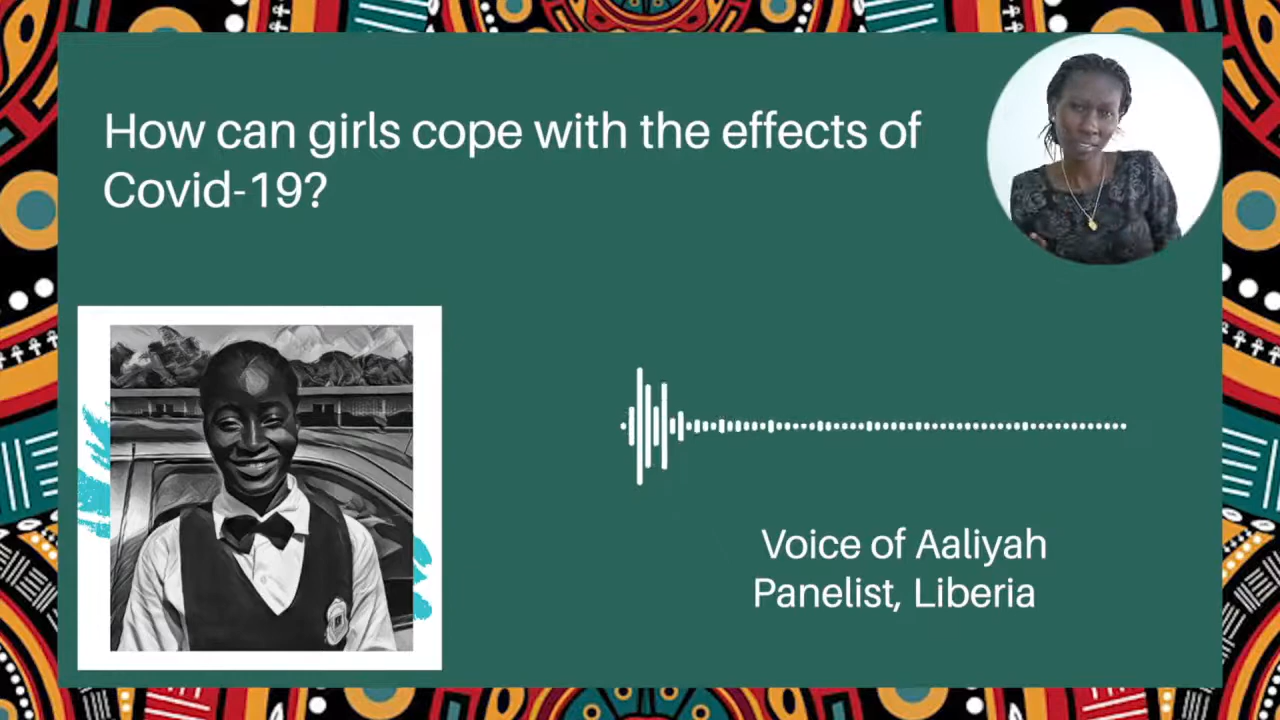 How can girls cope with the effects of
Covid-19?
Voice of Aaliyah
Panelist, Liberia